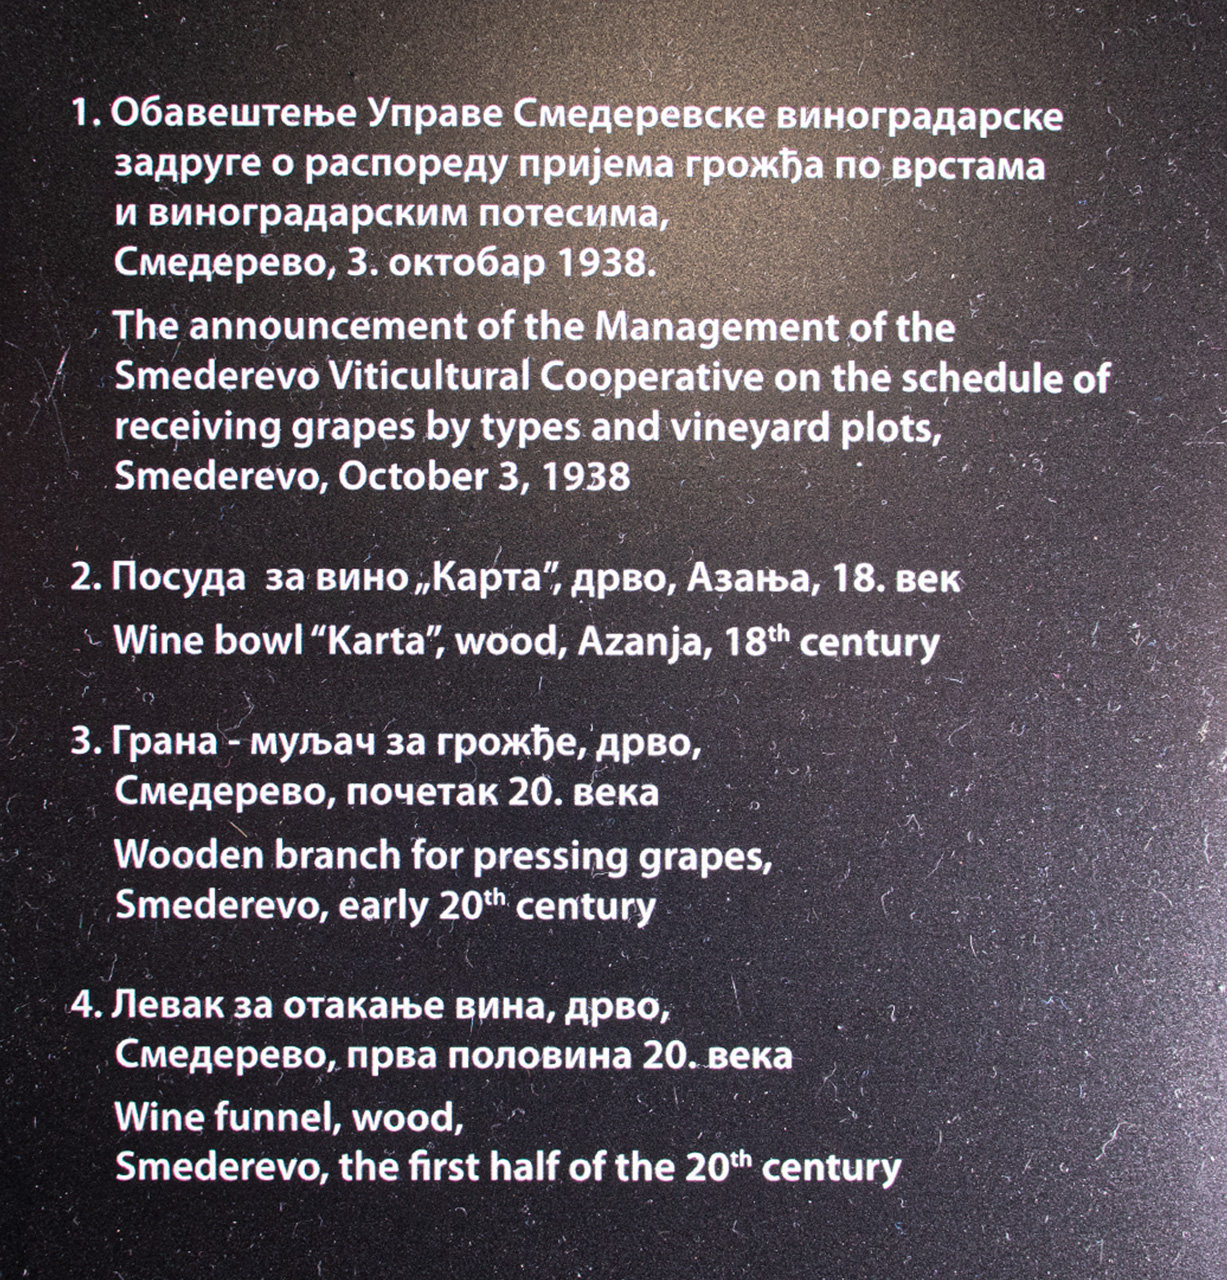 1. Обавештење Управе Смедеревске виноградарске
задруге о распореду пријема грожђа по врстама
и виноградарским потесима,
Смедерево, 3. октобар 1938.
The announcement of the Management of the
Smederevo Viticultural Cooperative on the schedule of
receiving grapes by types and vineyard plots,
Smederevo, October 3, 1938
2. Посуда за вино „Карта”, дрво, Азања, 18. век
Wine bowl “Karta”, wood, Azanja, 18th century
3. Грана - муљач за грожђе, дрво,
Смедерево, почетак 20. века
Wooden branch for pressing grapes,
Smederevo, early 20th century
4. Левак за отакање вина, дрво,
Смедерево, прва половина 20. века
Wine funnel, wood,
Smederevo, the first half of the 20th century